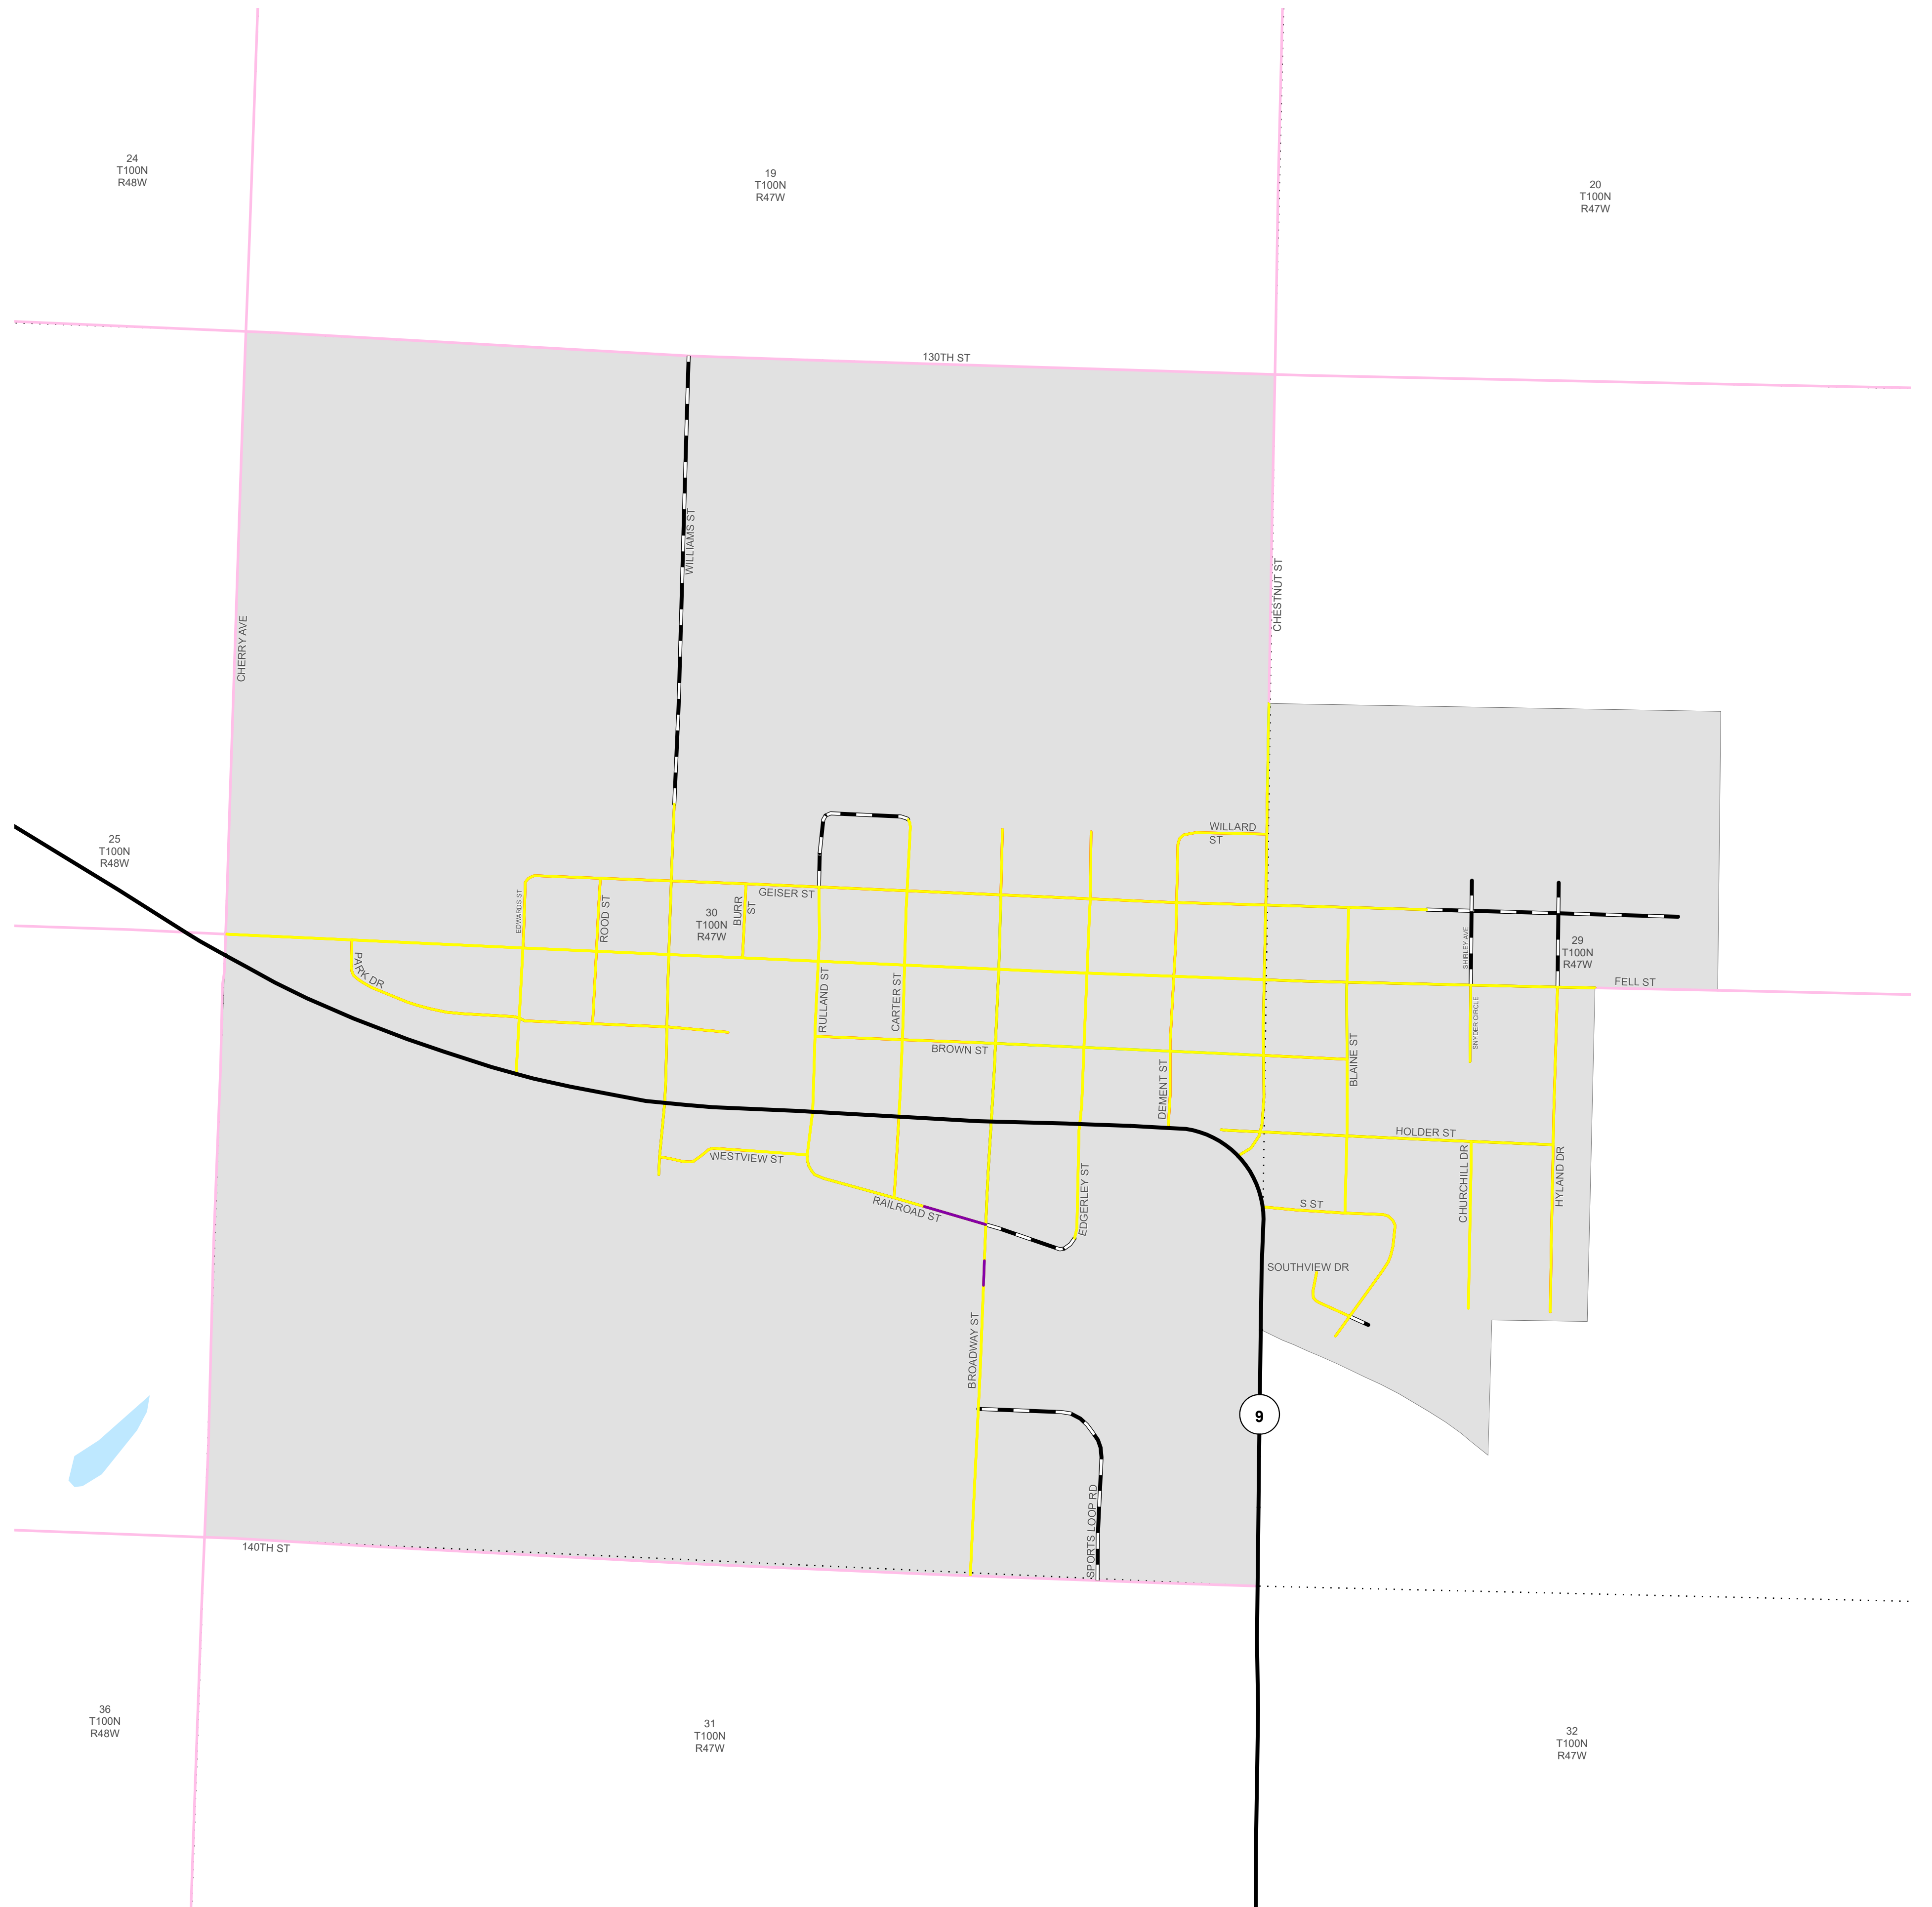 24
T100N
R48W
19
T100N
R47W
20
T100N
R47W
130TH ST
WILLIAMS ST
CHESTNUT ST
CHERRY AVE
25
T100N
R48W
WILLARD
ST
GEISER ST
EDWARDS ST
ROOD ST
30
T100N
R47W
BURR
ST
SHIRLEY AVE
29
T100N
R47W
PARK DR
FELL ST
RULLAND ST
CARTER ST
SNYDER CIRCLE
BROWN ST
BLAINE ST
DEMENT ST
HOLDER ST
WESTVIEW ST
CHURCHILL DR
HYLAND DR
RAILROAD ST
EDGERLEY ST
S ST
SOUTHVIEW DR
BROADWAY ST
9
SPORTS LOOP RD
140TH ST
36
T100N
R48W
31
T100N
R47W
32
T100N
R47W